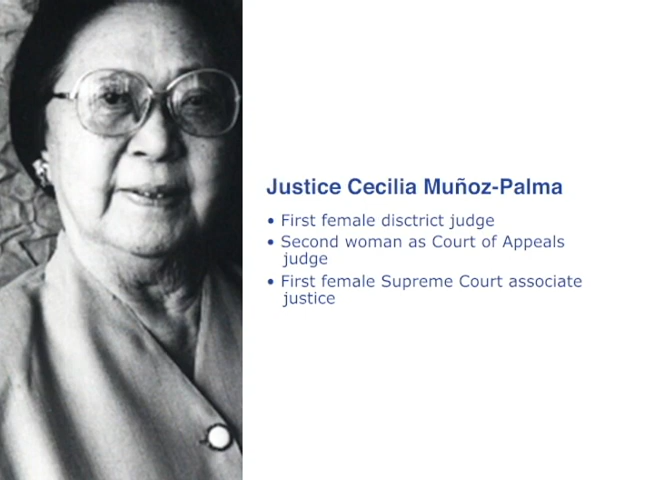 Justice Cecilia Muñoz-Palma
• First female disctrict judge
• Second woman as Court of Appeals
judge
• First female Supreme Court associate
justice